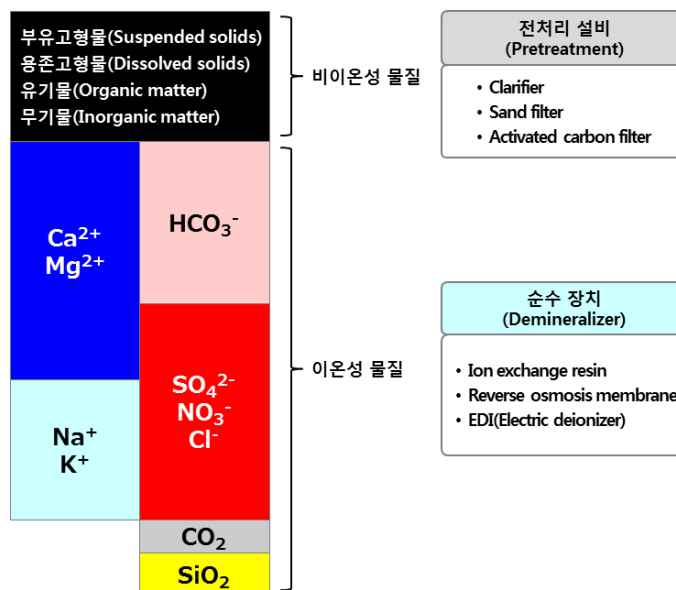 부유고형물(Suspended solids)
용존고형물(Dissolved solids)
유기물(Organic matter)
무기물(Inorganic matter)
비이온성 물질
전처리 설비
(Pretreatment)
• Clarifier
• Sand filter
• Activated carbon filter
Ca²⁺
Mg²⁺
HCO₃⁻
SO₄²⁻
NO₃⁻
Cl⁻
Na⁺
K⁺
CO₂
SiO₂
이온성 물질
순수 장치
(Demineralizer)
• Ion exchange resin
• Reverse osmosis membrane
• EDI(Electric deionizer)